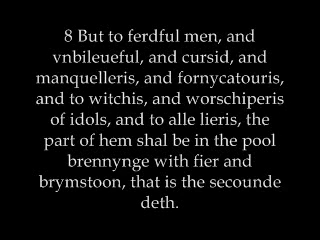 8 But to ferdful men, and
vnbileueful, and cursid, and
manquelleris, and fornycatouris,
and to witchis, and worschiperis
of idols, and to alle lieris, the
part of hem shal be in the pool
brennynge with fier and
brymstoon, that is the secounde
deth.